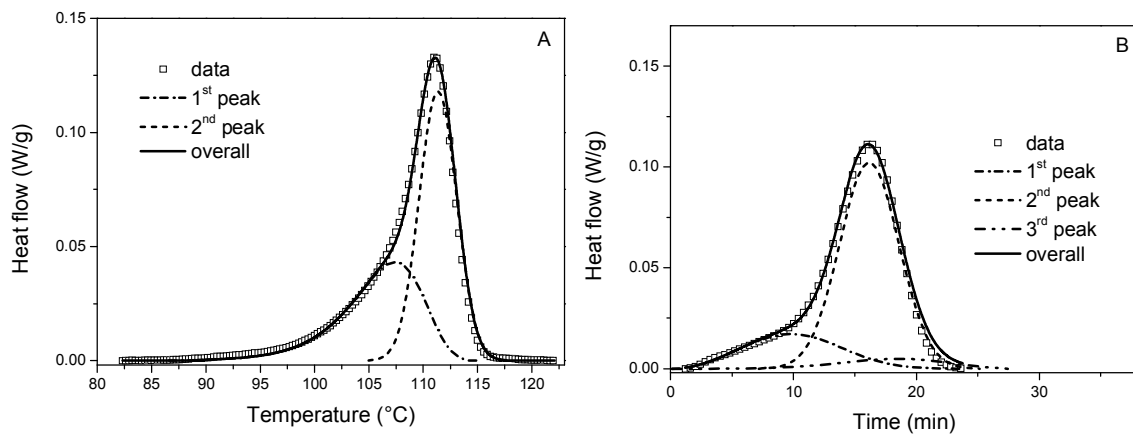 A
0.15
0.10
0.05
0.00
Heat flow (W/g)
data
1st peak
2nd peak
overall
80 85 90 95 100 105 110 115 120
Temperature (°C)
B
0.15
0.10
0.05
0.00
Heat flow (W/g)
data
1st peak
2nd peak
3rd peak
overall
0 10 20 30
Time (min)